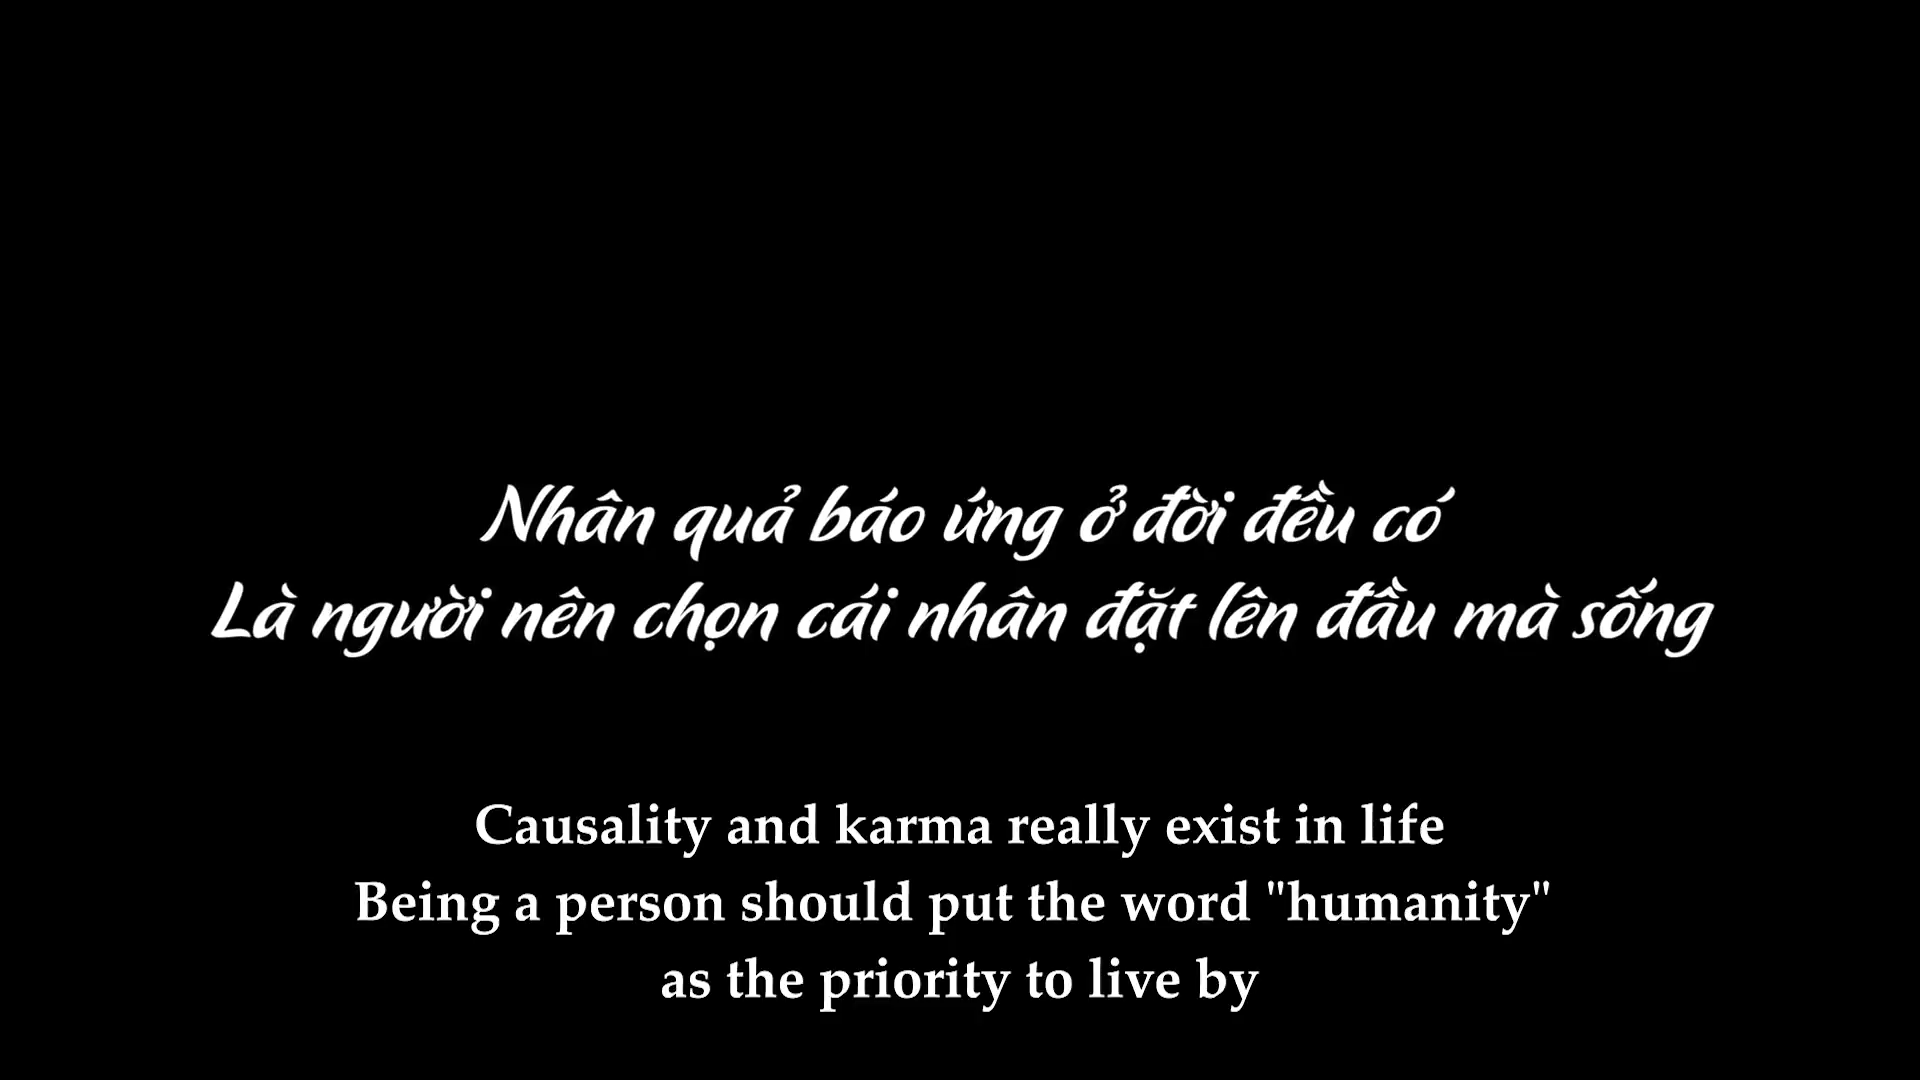 Nhân quả báo ứng ở đời đều có
Là người nên chọn cái nhân đặt lên đầu mà sống
Causality and karma really exist in life
Being a person should put the word "humanity"
as the priority to live by